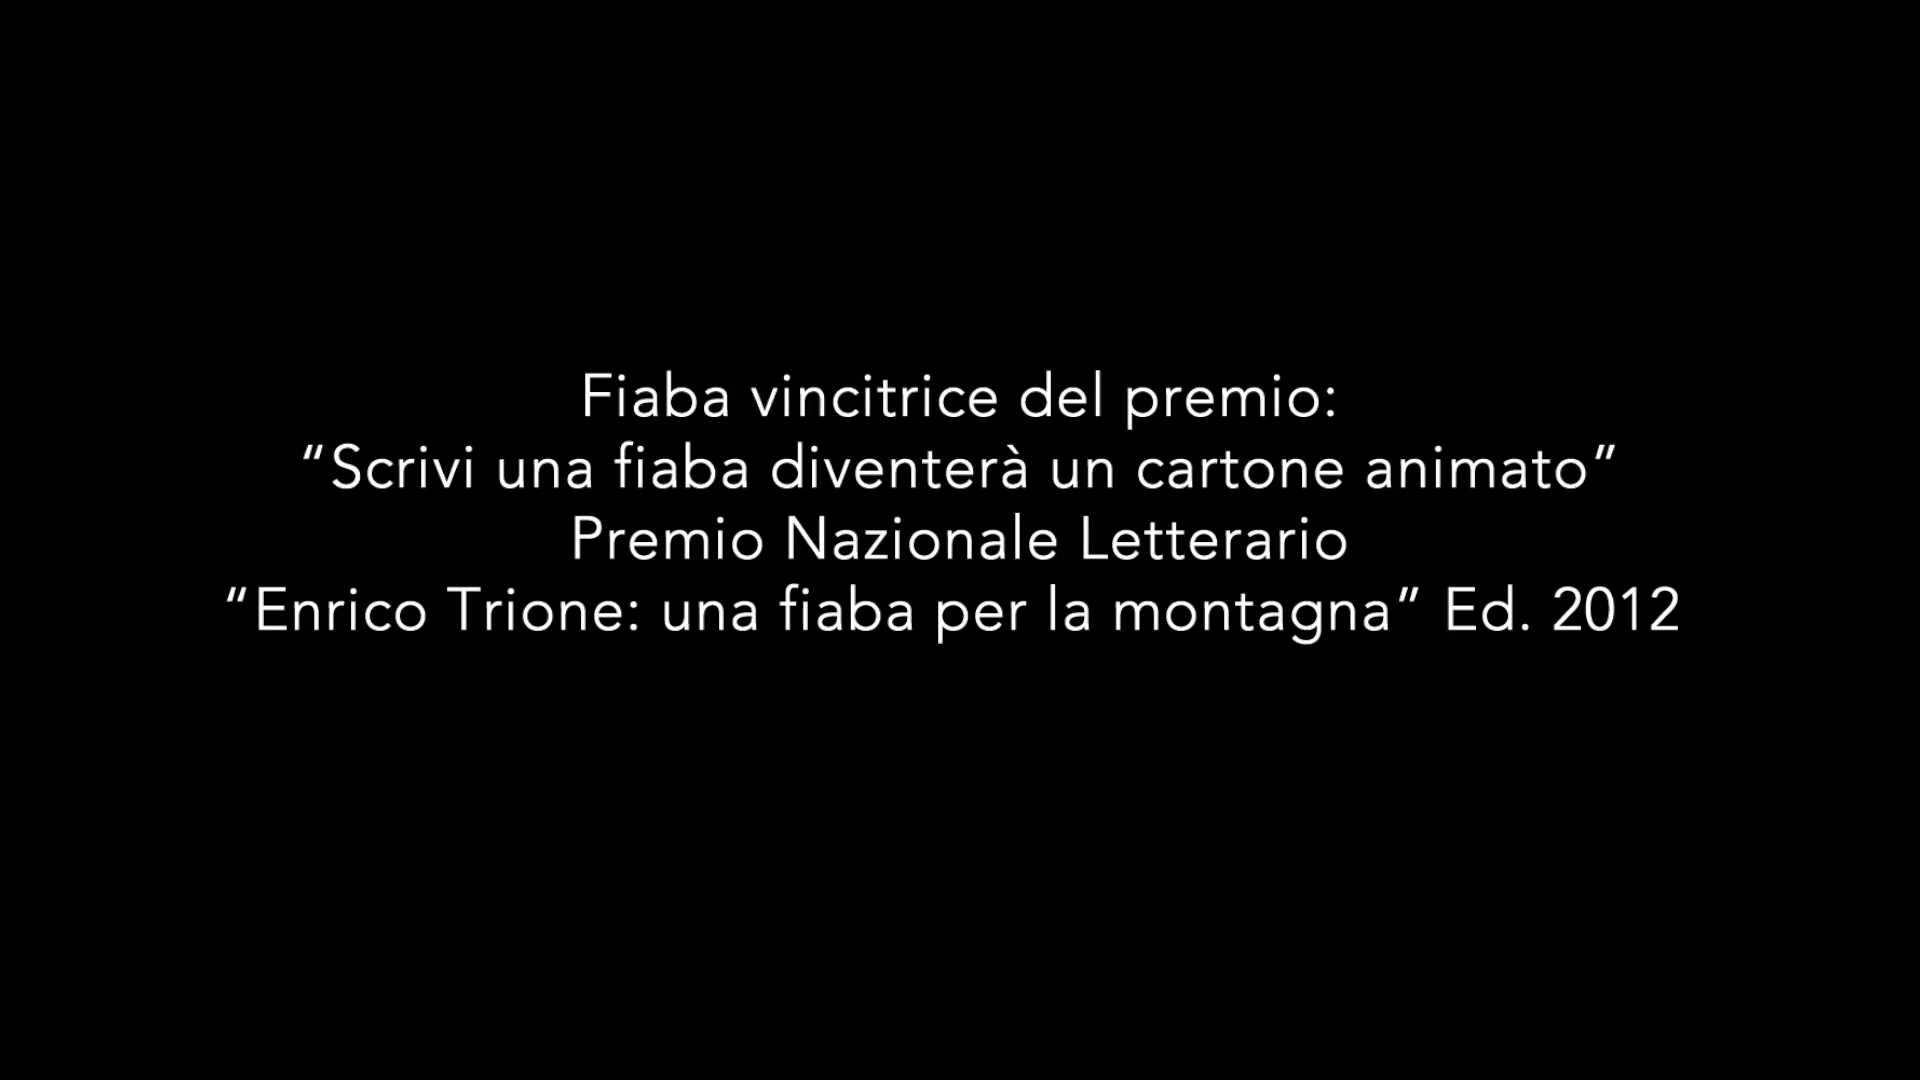 Fiaba vincitrice del premio:
“Scrivi una fiaba diventerà un cartone animato”
Premio Nazionale Letterario
“Enrico Trione: una fiaba per la montagna” Ed. 2012